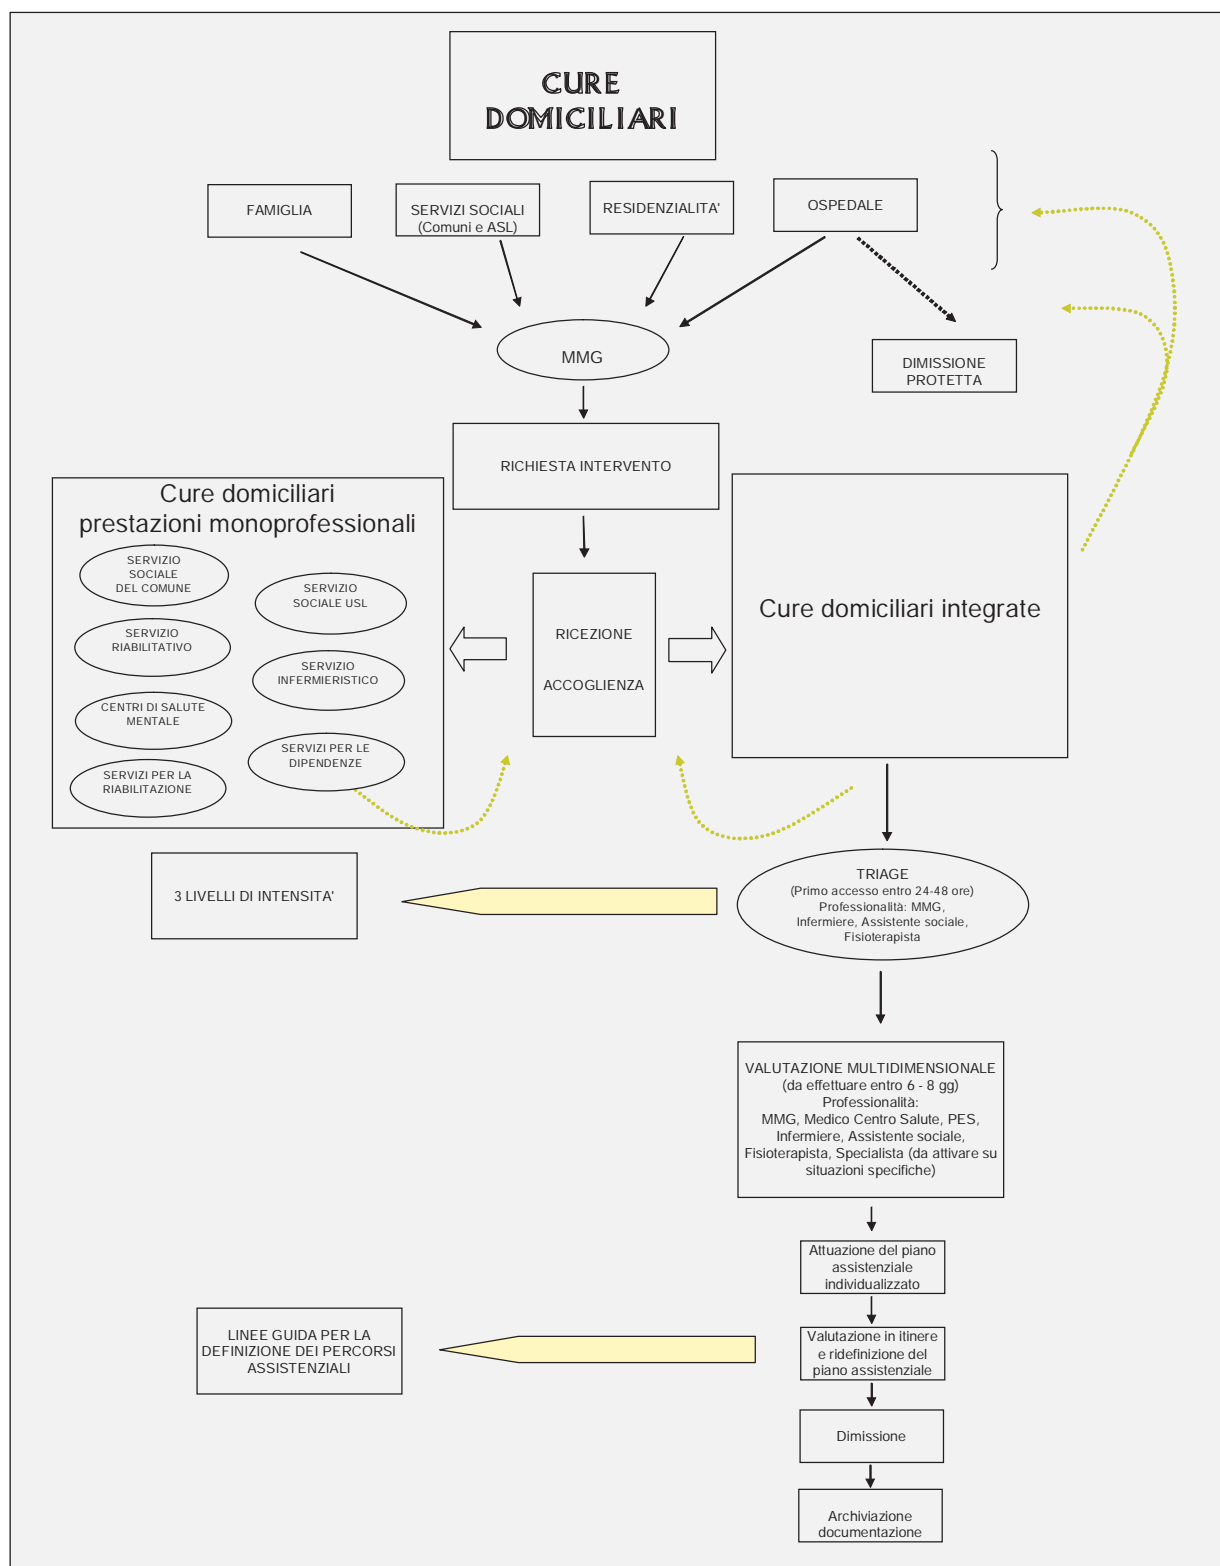 CURE
DOMICILIARI
FAMIGLIA
SERVIZI SOCIALI
(Comuni e ASL)
RESIDENZIALITA'
OSPEDALE
MMG
DIMISSIONE
PROTETTA
RICHIESTA INTERVENTO
Cure domiciliari
prestazioni monoprofessionali
SERVIZIO
SOCIALE
DEL COMUNE
SERVIZIO
SOCIALE USL
SERVIZIO
RIABILITATIVO
SERVIZIO
INFERMIERISTICO
CENTRI DI SALUTE
MENTALE
SERVIZI PER LE
DIPENDENZE
SERVIZI PER LA
RIABILITAZIONE
RICEZIONE
ACCOGLIENZA
Cure domiciliari integrate
3 LIVELLI DI INTENSITA'
TRIAGE
(Primo accesso entro 24-48 ore)
Professionalità: MMG,
Infermiere, Assistente sociale,
Fisioterapista
VALUTAZIONE MULTIDIMENSIONALE
(da effettuare entro 6 - 8 gg)
Professionalità:
MMG, Medico Centro Salute, PES,
Infermiere, Assistente sociale,
Fisioterapista, Specialista (da attivare su
situazioni specifiche)
Attuazione del piano
assistenziale
individualizzato
LINEE GUIDA PER LA
DEFINIZIONE DEI PERCORSI
ASSISTENZIALI
Valutazione in itinere
e ridefinizione del
piano assistenziale
Dimissione
Archiviazione
documentazione